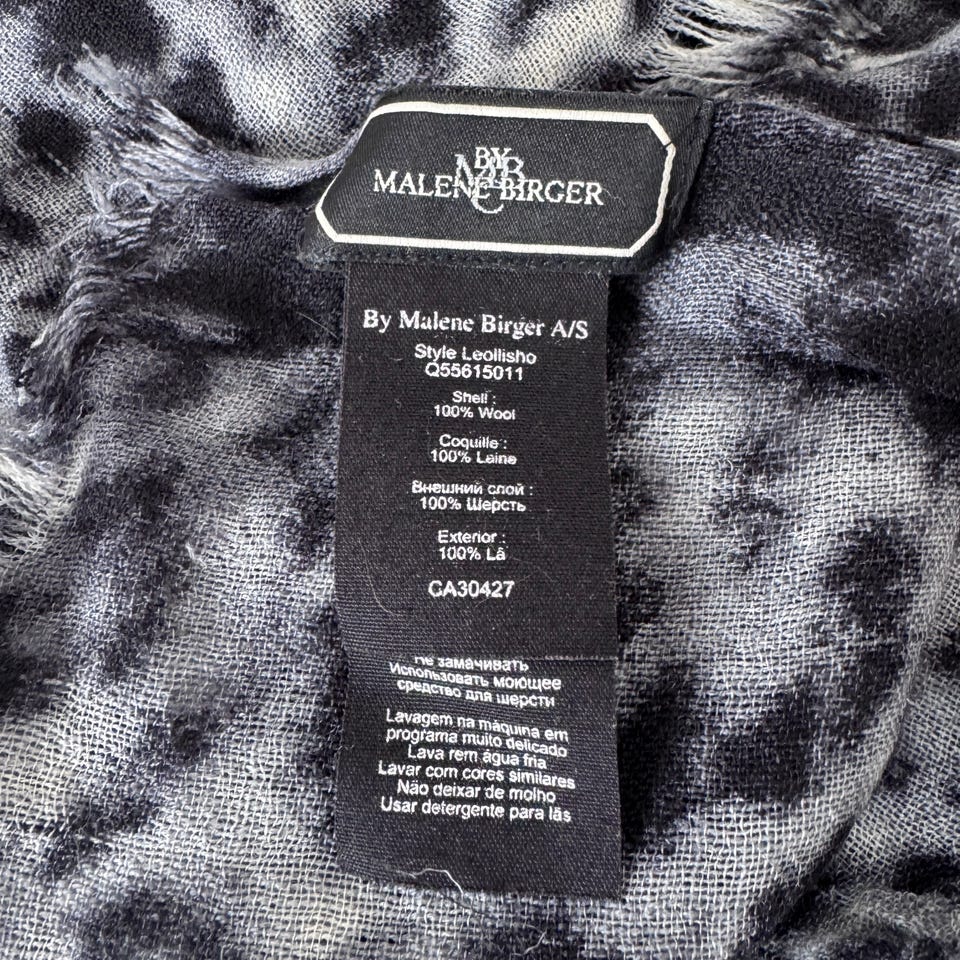 BY
MALENE BIRGER
By Malene Birger A/S
Style Leollisho
Q55615011
Shell :
100% Wool
Coquille :
100% Laine
Внешний слой :
100% Шерсть
Exterior :
100% Lã
CA30427
Не замачивать
Использовать моющее
средство для шерсти
Lavagem na máquina em
programa muito delicado
Lava rem água fria
Lavar com cores similares
Não deixar de molho
Usar detergente para lãs